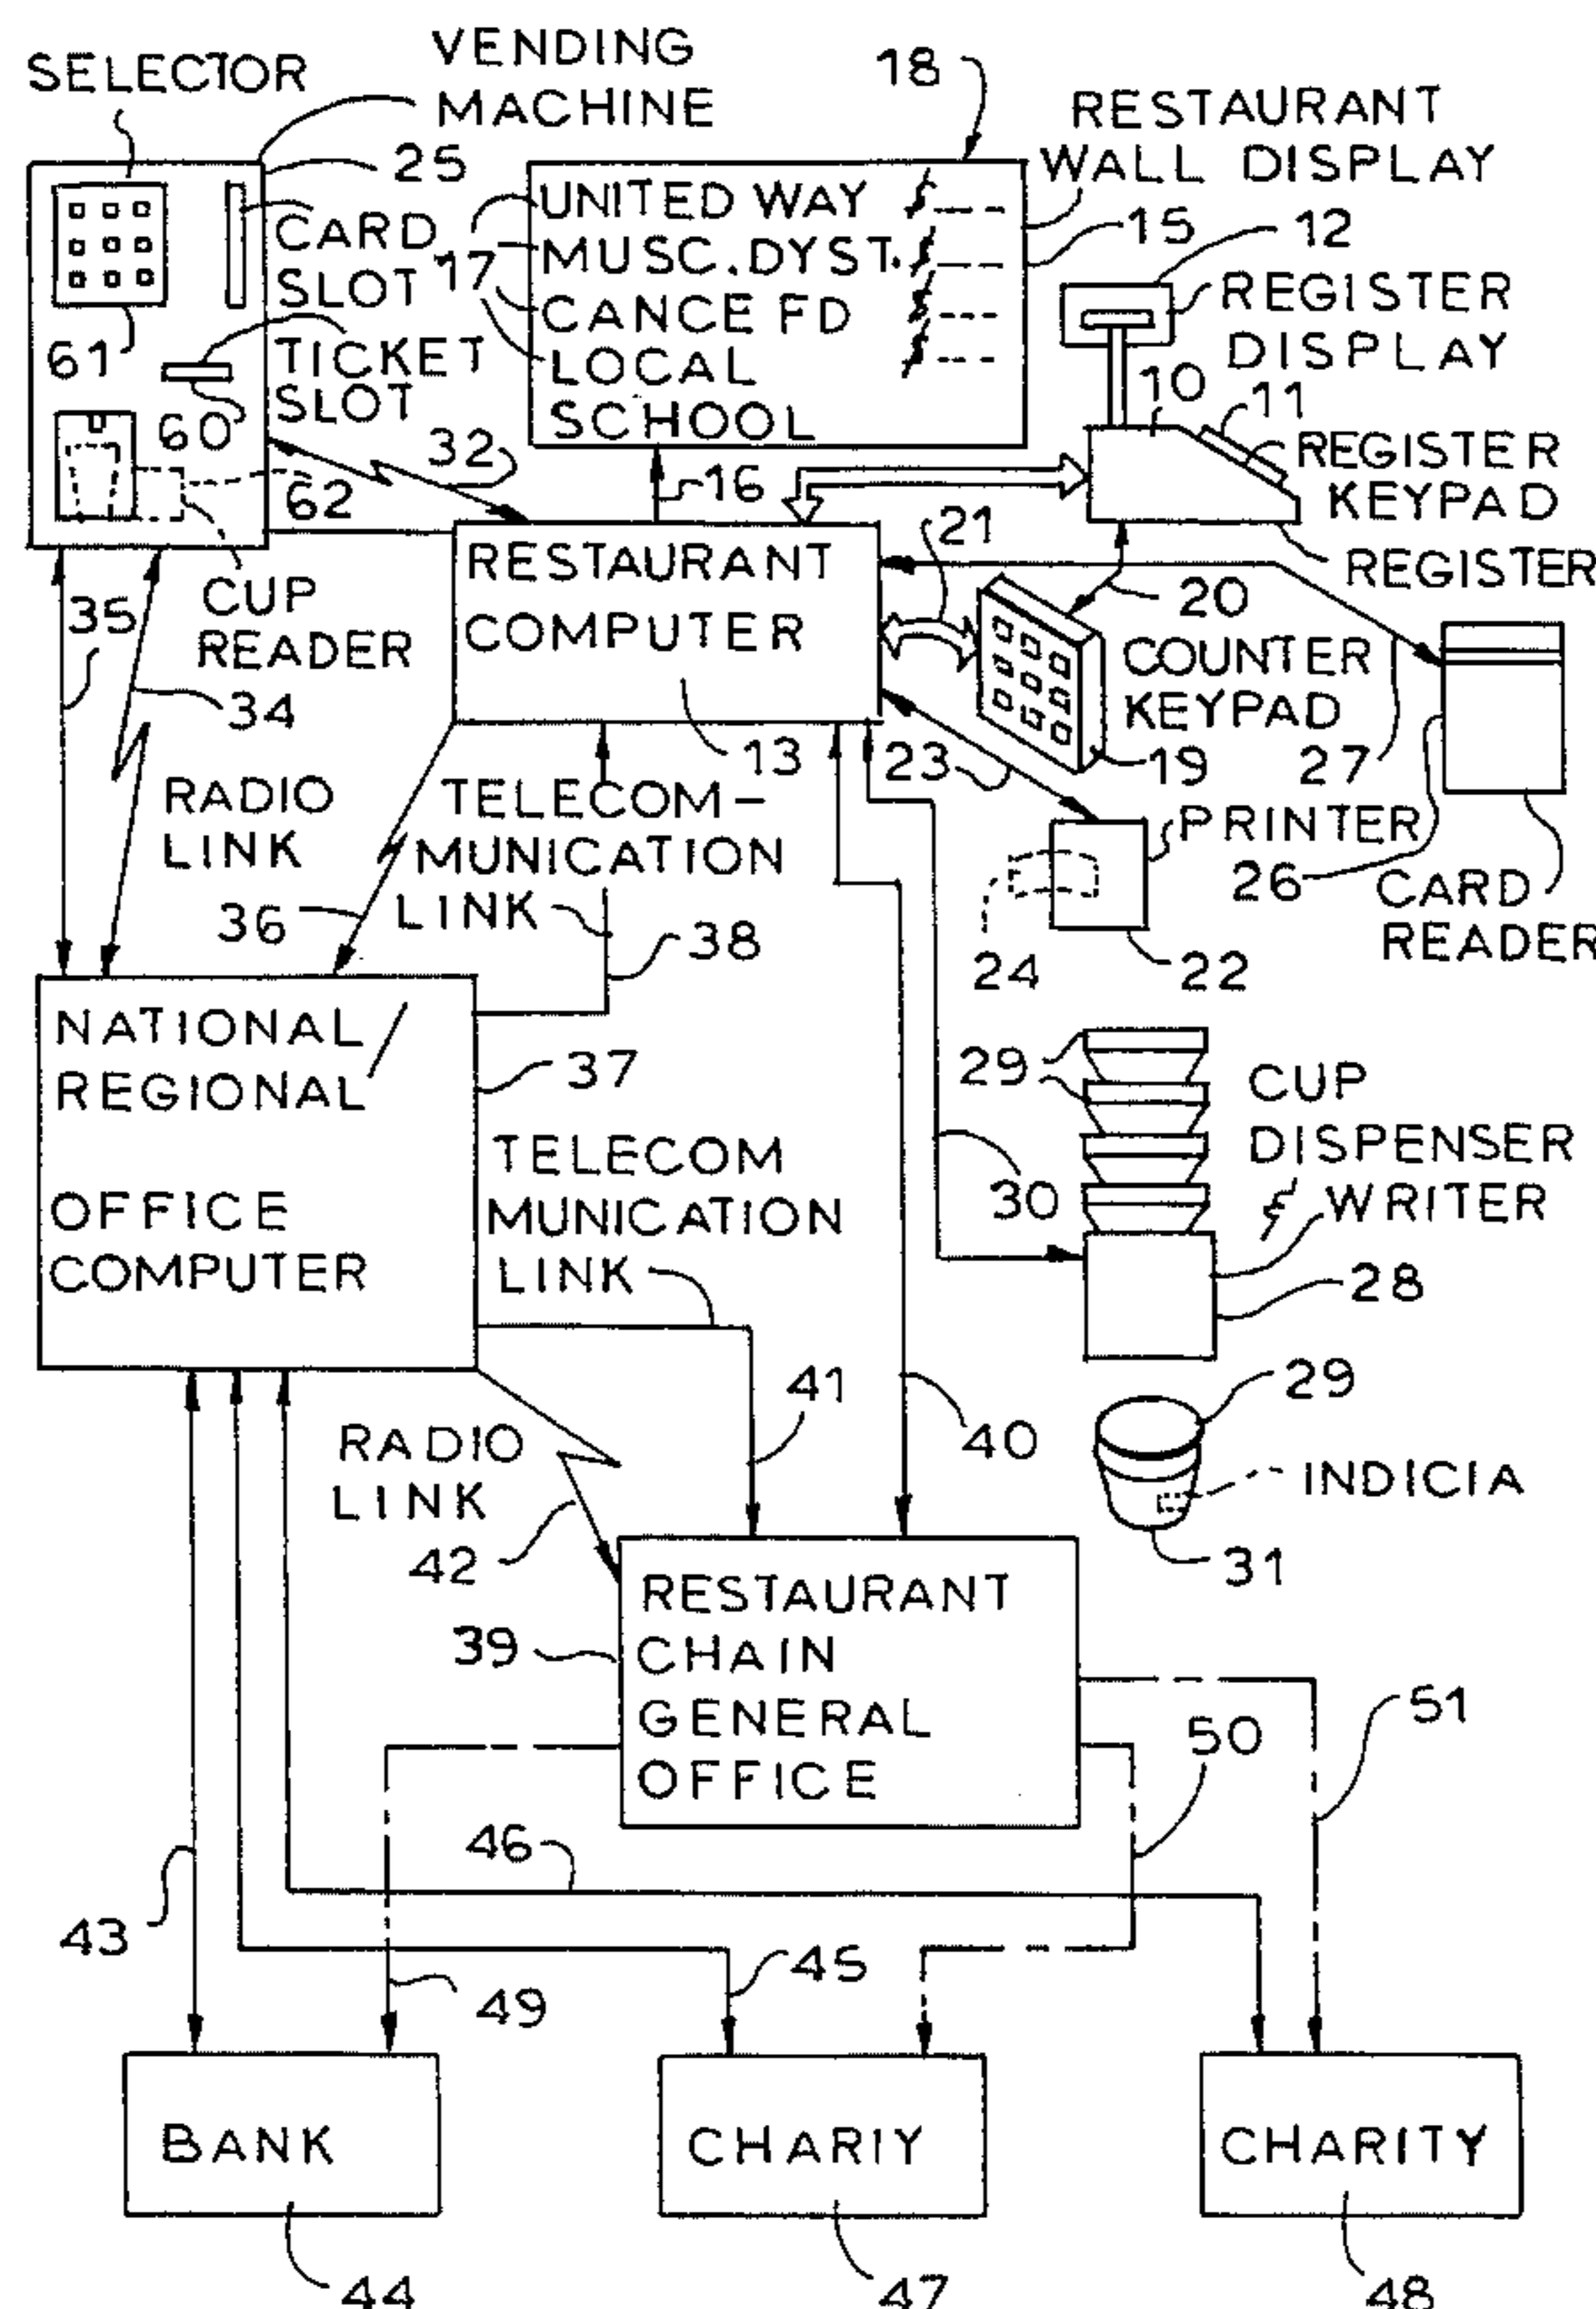 SELECTOR
VENDING
MACHINE
25
18
RESTAURANT
WALL DISPLAY
15
12
CARD
SLOT
17
UNITED WAY $---
MUSC. DYST. $---
CANCE FD $---
LOCAL $---
SCHOOL
REGISTER
DISPLAY
61
TICKET
SLOT
60
10
11
REGISTER
KEYPAD
REGISTER
32
62
16
21
20
CUP
READER
35
34
RESTAURANT
COMPUTER
13
COUNTER
KEYPAD
19
23
27
RADIO
LINK
TELECOM-
MUNICATION
LINK
36
38
PRINTER
26
CARD
READER
24
22
NATIONAL/
REGIONAL
OFFICE
COMPUTER
37
29
CUP
DISPENSER
WRITER
30
28
TELECOM
MUNICATION
LINK
41
40
29
INDICIA
31
RADIO
LINK
42
39
RESTAURANT
CHAIN
GENERAL
OFFICE
51
50
46
43
49
45
BANK
CHARIY
CHARITY
44
47
48